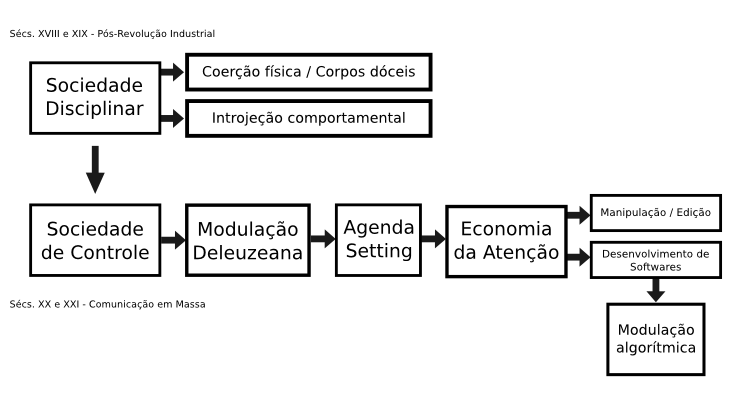 Sécs. XVIII e XIX - Pós-Revolução Industrial
Sociedade
Disciplinar
Coerção física / Corpos dóceis
Introjeção comportamental
Sociedade
de Controle
Modulação
Deleuzeana
Agenda
Setting
Economia
da Atenção
Manipulação / Edição
Desenvolvimento de
Softwares
Modulação
algorítmica
Sécs. XX e XXI - Comunicação em Massa